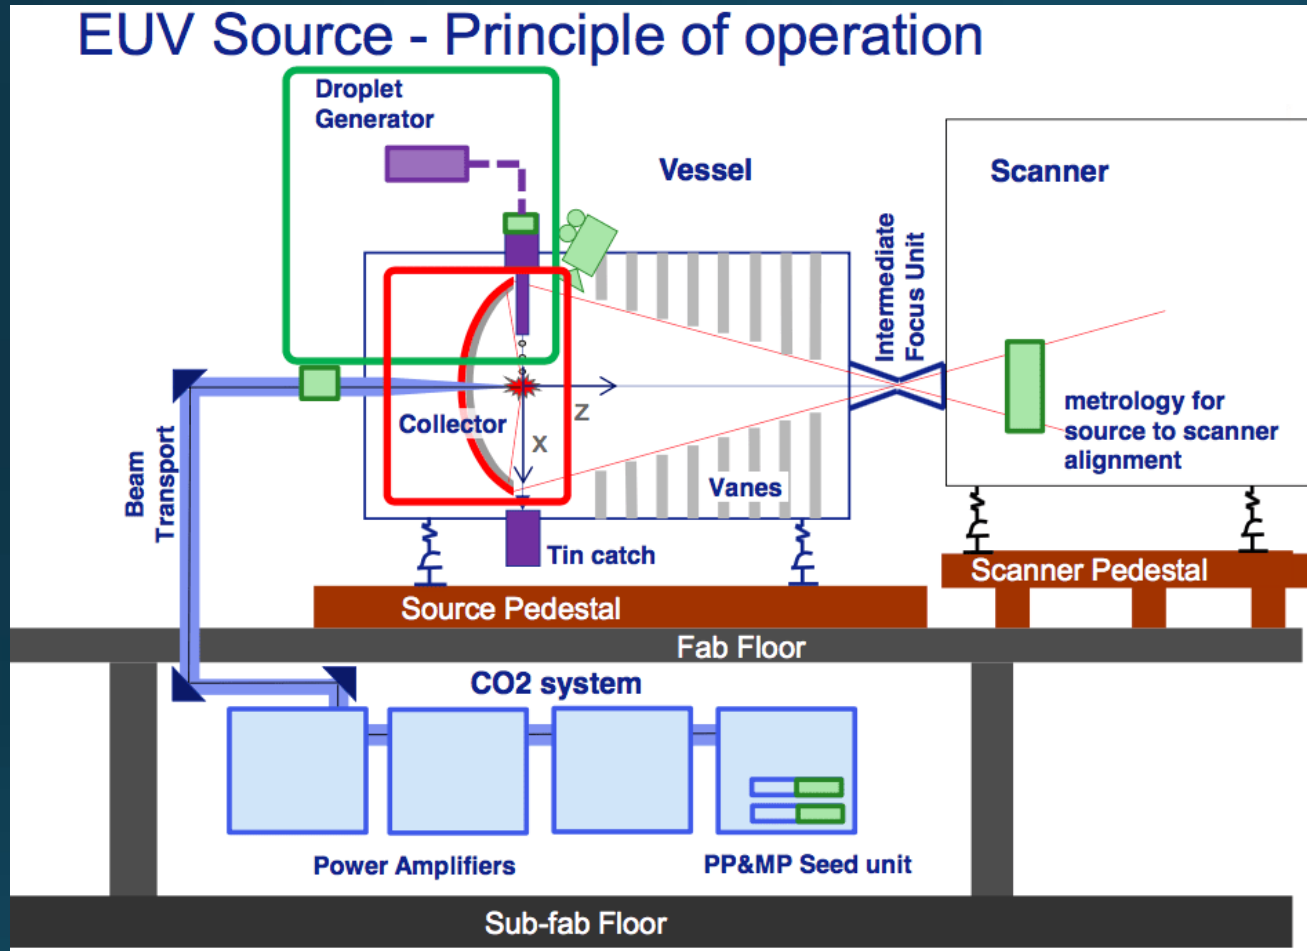 EUV Source - Principle of operation
Droplet
Generator
Vessel
Scanner
Intermediate
Focus Unit
Collector
Z
X
metrology for
source to scanner
alignment
Beam
Transport
Vanes
Tin catch
Source Pedestal
Scanner Pedestal
Fab Floor
CO2 system
Power Amplifiers
PP&MP Seed unit
Sub-fab Floor